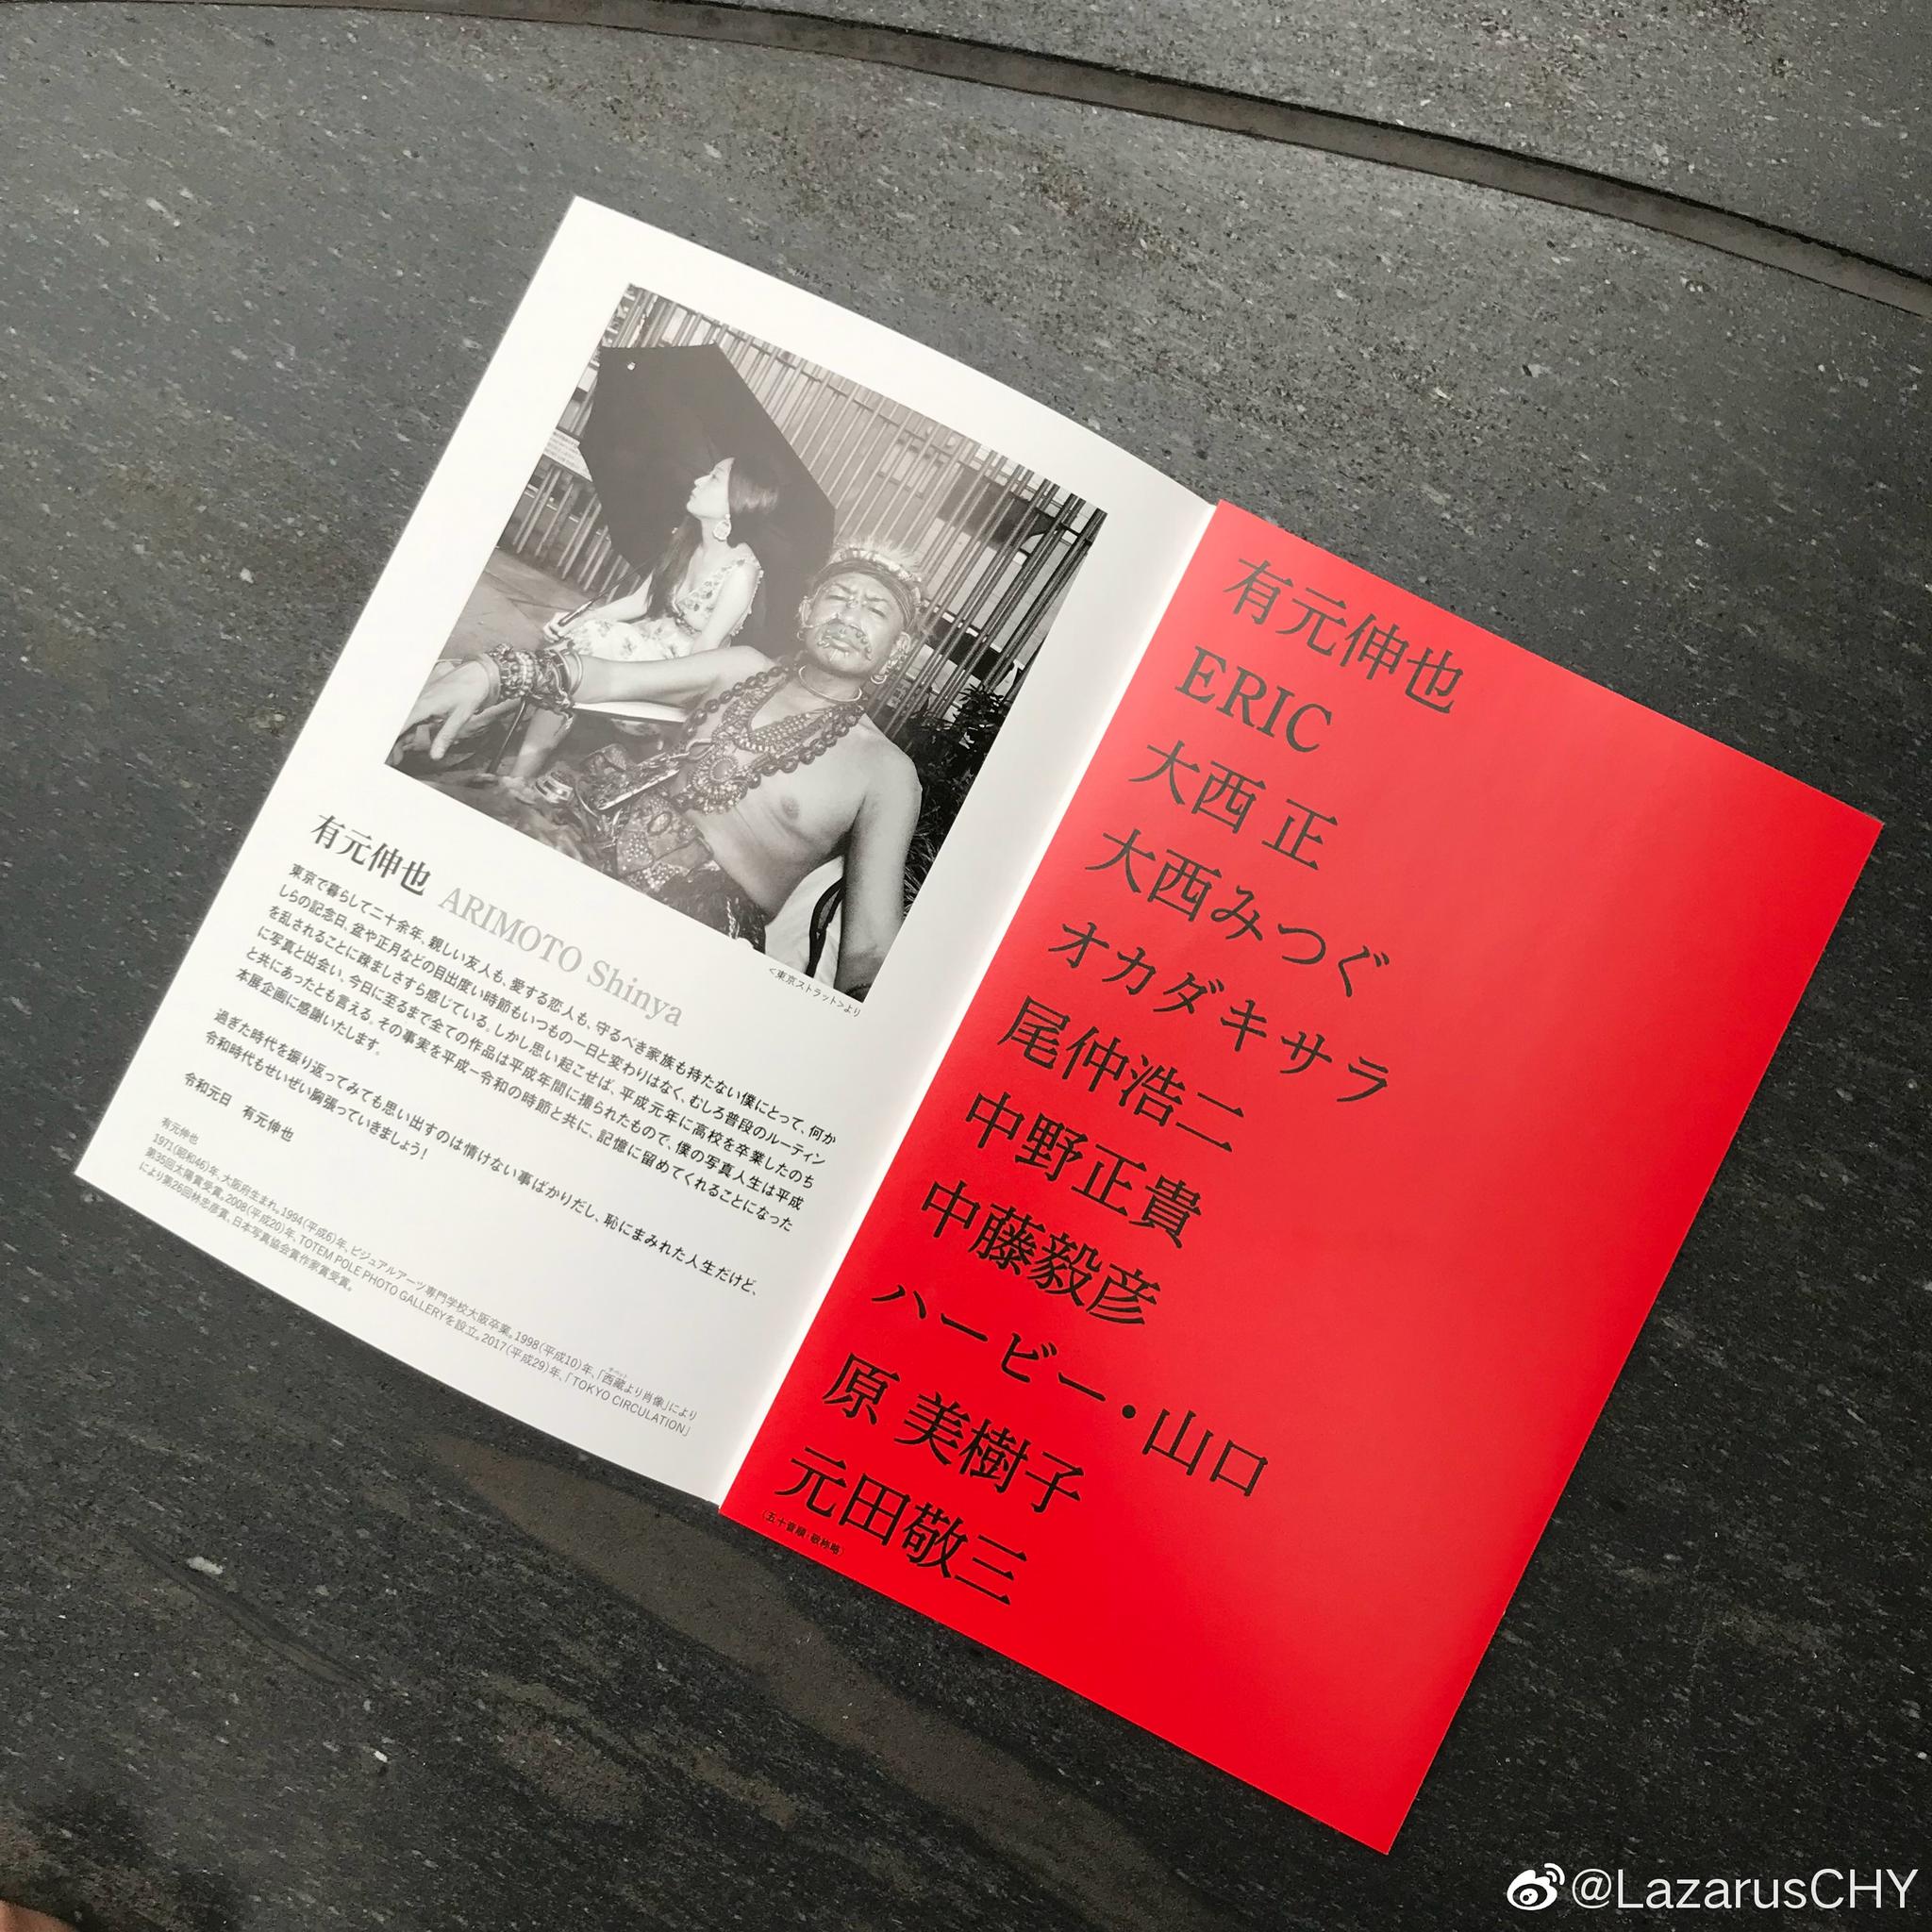 <東京ストラット>より
有元伸也 ARIMOTO Shinya
東京で暮らして二十余年、親しい友人も、愛する恋人も、守るべき家族も持たない僕にとって、何か
しらの記念日、盆や正月などの目出度い時節もいつもの一日と変わりはなく、むしろ普段のルーティン
を乱されることに疎ましさすら感じている。しかし思い起こせば、平成元年に高校を卒業したのち
に写真と出会い、今日に至るまで全ての作品は平成年間に撮られたもので、僕の写真人生は平成
と共にあったとも言える。その事実を平成−令和の時節と共に、記憶に留めてくれることになった
本展企画に感謝いたします。
過ぎた時代を振り返ってみても思い出すのは情けない事ばかりだし、恥にまみれた人生だけど、
令和時代もせいぜい胸張っていきましょう！
令和元日 有元伸也
有元伸也
1971(昭和46)年、大阪府生まれ。1994(平成6)年、ビジュアルアーツ専門学校大阪卒業。1998(平成10)年、「西蔵より肖像」により
第35回太陽賞受賞。2008(平成20)年、TOTEM POLE PHOTO GALLERYを設立。2017(平成29)年、「TOKYO CIRCULATION」
により第26回林忠彦賞、日本写真協会賞作家賞受賞。
有元伸也
ERIC
大西 正
大西みつぐ
オカダキサラ
尾仲浩二
中野正貴
中藤毅彦
ハービー・山口
原 美樹子
元田敬三
(五十音順|敬称略)
@LazarusCHY